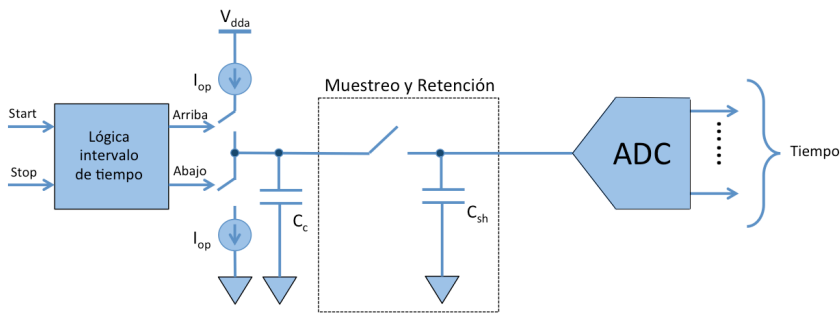 V_dda
I_op
Muestreo y Retención
Start
Arriba
Lógica
intervalo
de tiempo
ADC
Tiempo
Stop
Abajo
I_op
C_c
C_sh